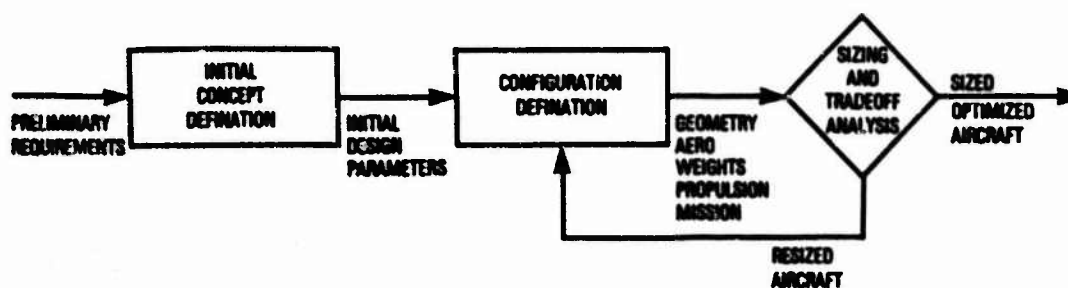 PRELIMINARY
REQUIREMENTS
INITIAL
CONCEPT
DEFINATION
INITIAL
DESIGN
PARAMETERS
CONFIGURATION
DEFINATION
GEOMETRY
AERO
WEIGHTS
PROPULSION
MISSION
SIZING
AND
TRADEOFF
ANALYSIS
SIZED
OPTIMIZED
AIRCRAFT
RESIZED
AIRCRAFT